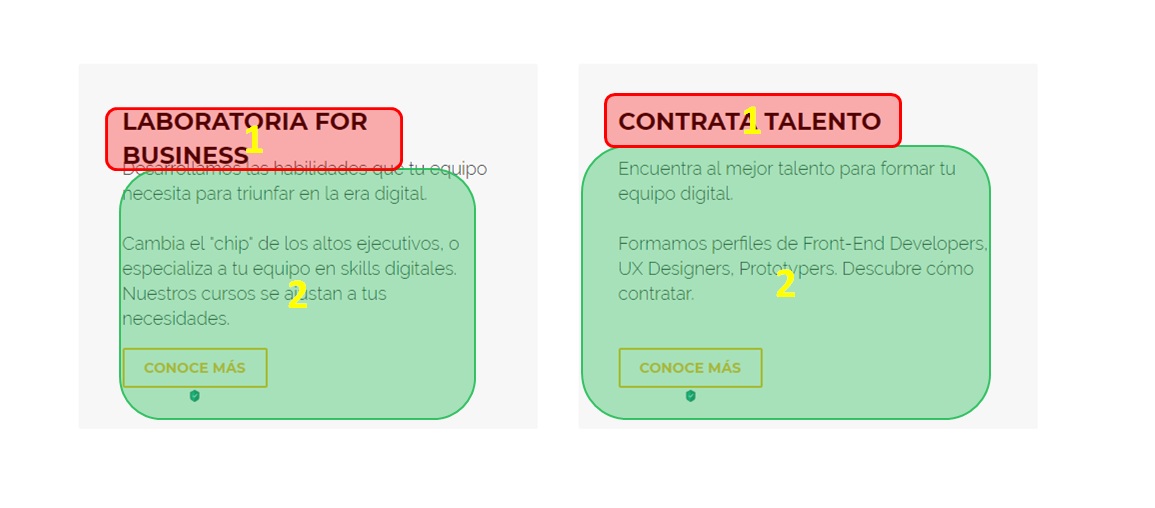 LABORATORIA FOR
BUSINESS
1
Desarrollamos las habilidades que tu equipo
necesita para triunfar en la era digital.
Cambia el "chip" de los altos ejecutivos, o
especializa a tu equipo en skills digitales.
Nuestros cursos se ajustan a tus
necesidades.
2
CONOCE MÁS
CONTRATA TALENTO
1
Encuentra al mejor talento para formar tu
equipo digital.
Formamos perfiles de Front-End Developers,
UX Designers, Prototypers. Descubre cómo
contratar.
2
CONOCE MÁS